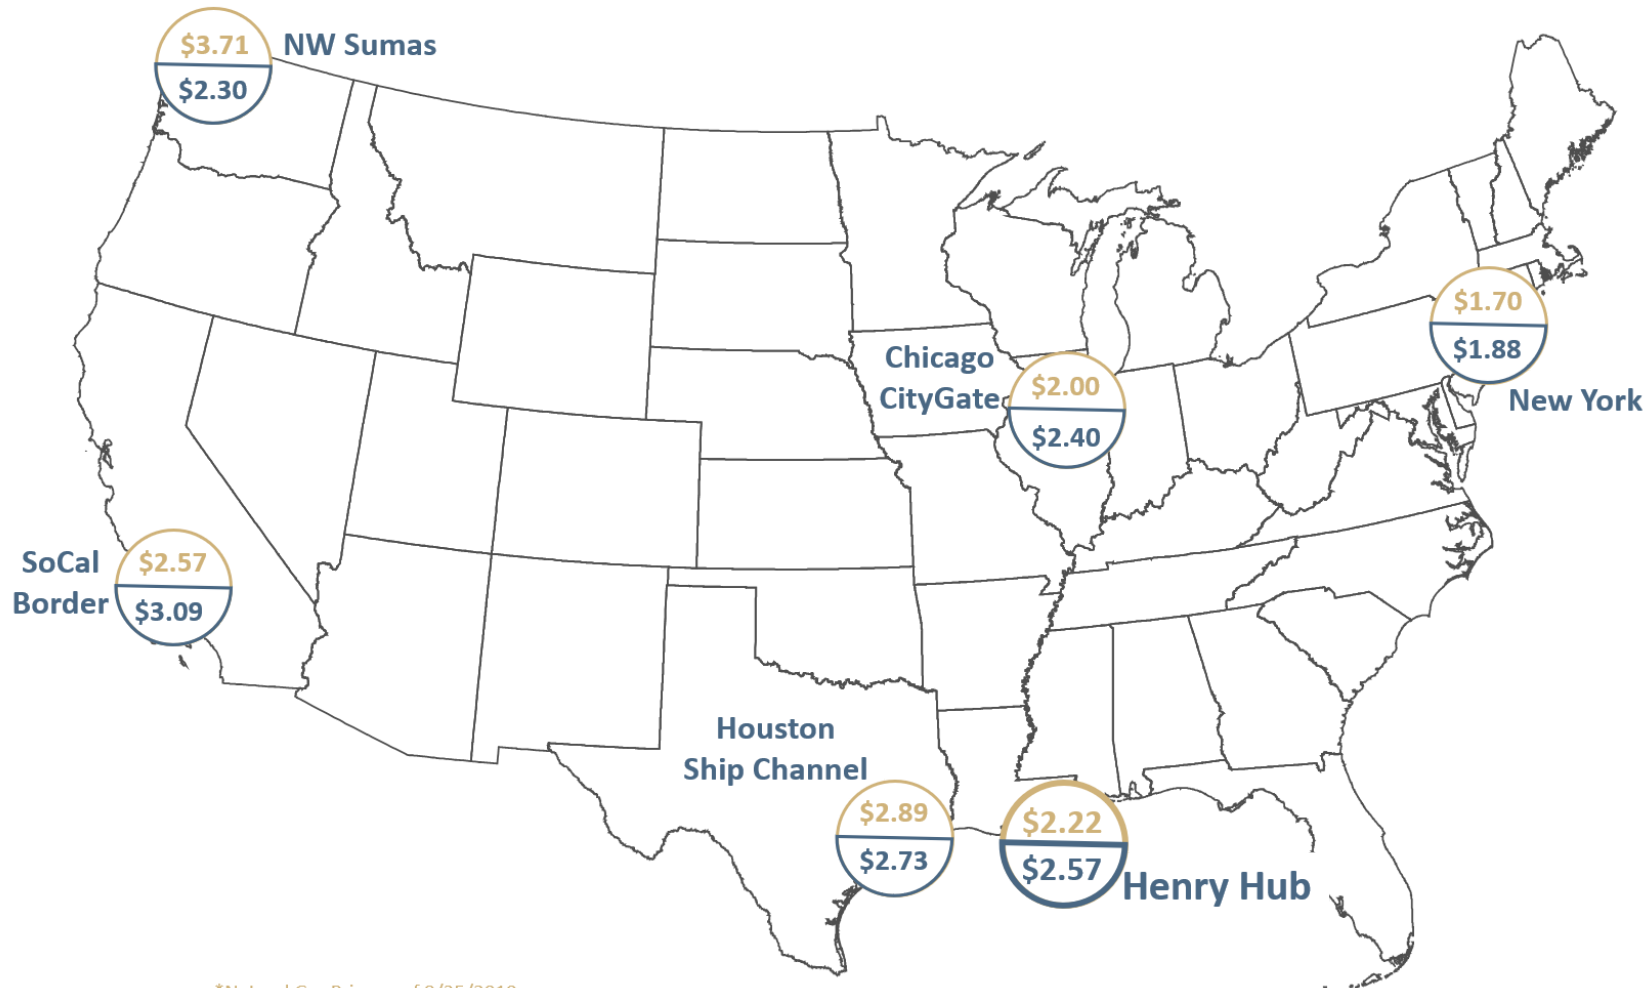 $3.71
NW Sumas
$2.30
$1.70
$1.88
New York
Chicago
CityGate
$2.00
$2.40
SoCal
Border
$2.57
$3.09
Houston
Ship Channel
$2.89
$2.73
$2.22
$2.57
Henry Hub